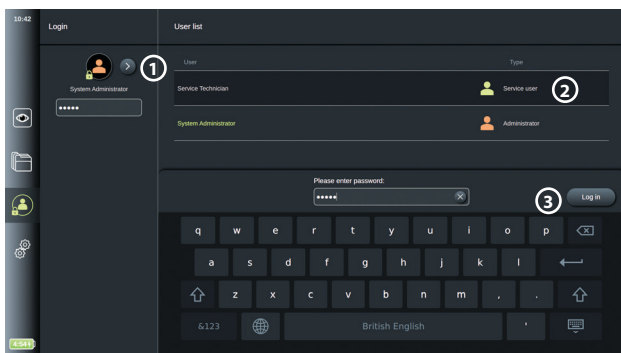 10:42
Login
User list
1
User
Type
System Administrator
•••••
Service Technician
Service user
2
System Administrator
Administrator
Please enter password:
•••••
3
Log in
q w e r t y u i o p
a s d f g h j k l
z x c v b n m , .
&123
British English
'
4:54